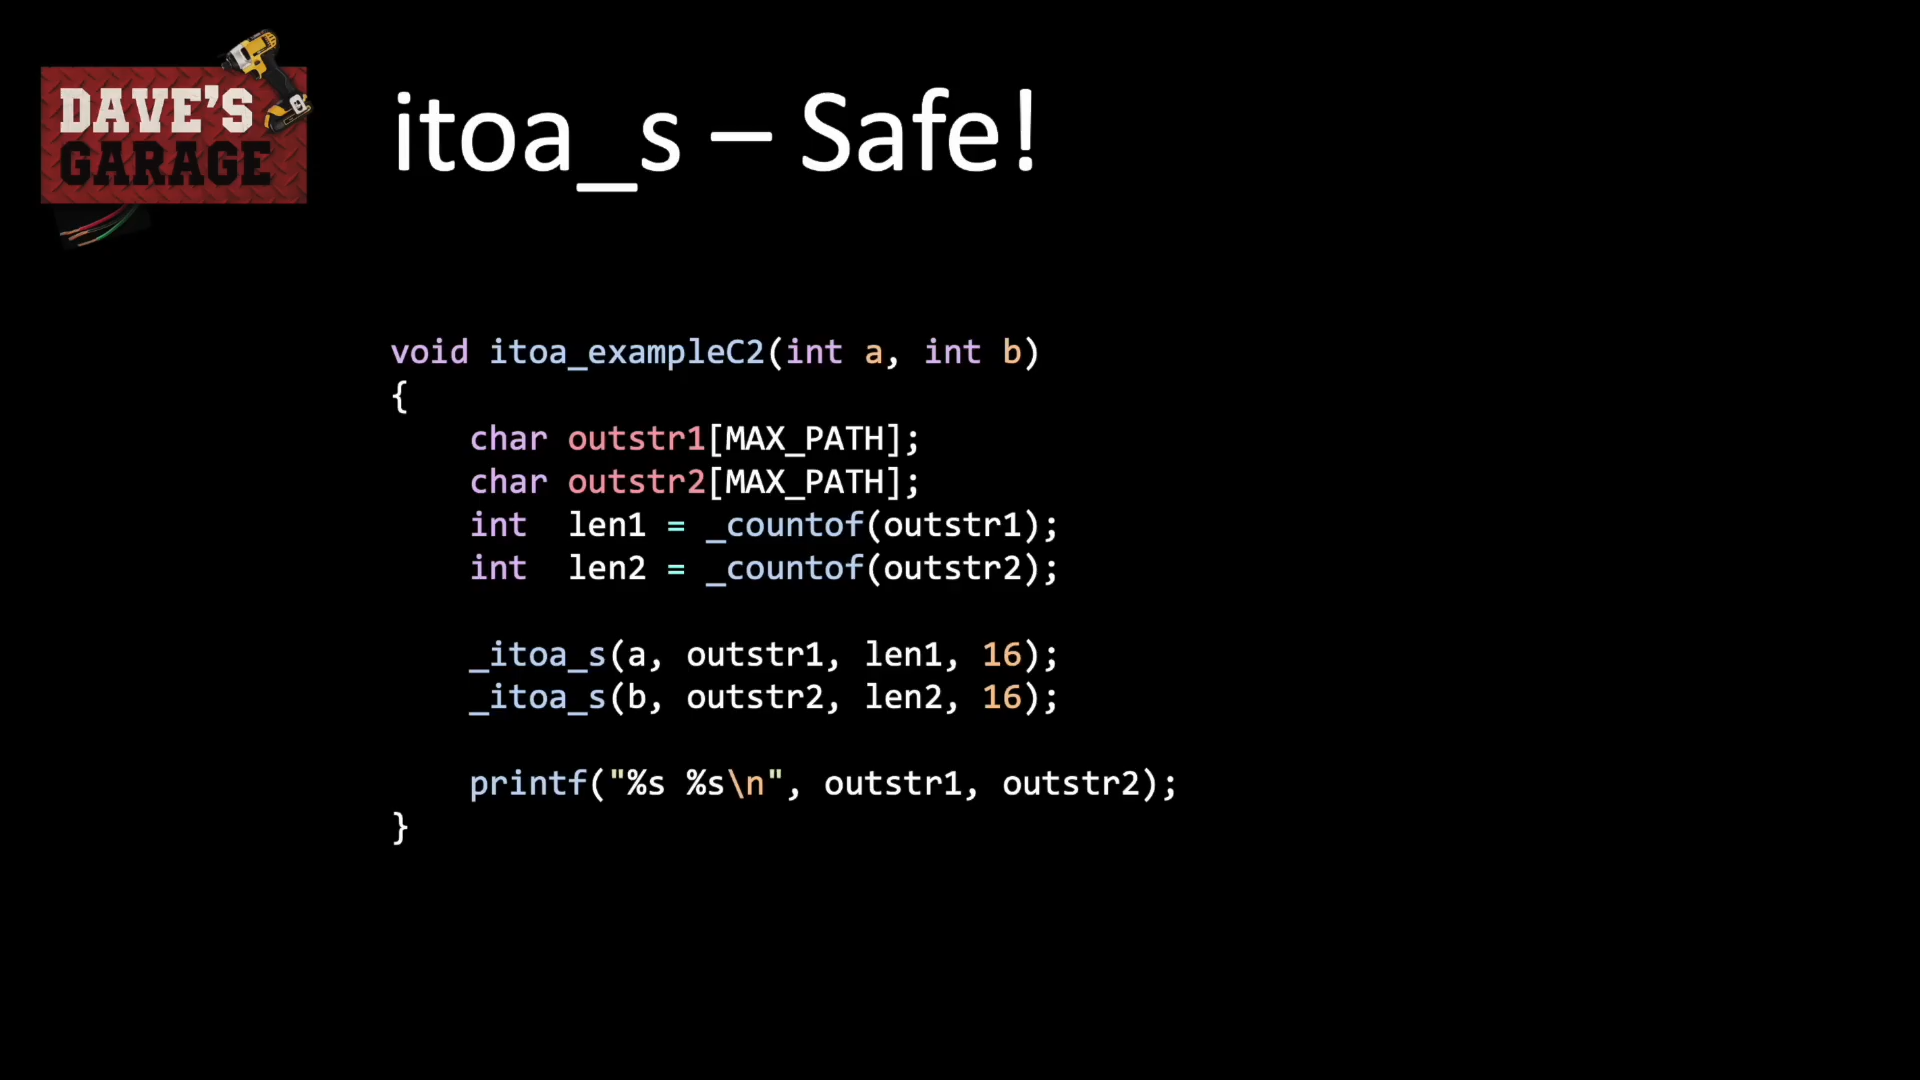 DAVE'S
GARAGE
itoa_s – Safe!
void itoa_exampleC2(int a, int b)
{
    char outstr1[MAX_PATH];
    char outstr2[MAX_PATH];
    int  len1 = _countof(outstr1);
    int  len2 = _countof(outstr2);
    _itoa_s(a, outstr1, len1, 16);
    _itoa_s(b, outstr2, len2, 16);
    printf("%s %s\n", outstr1, outstr2);
}